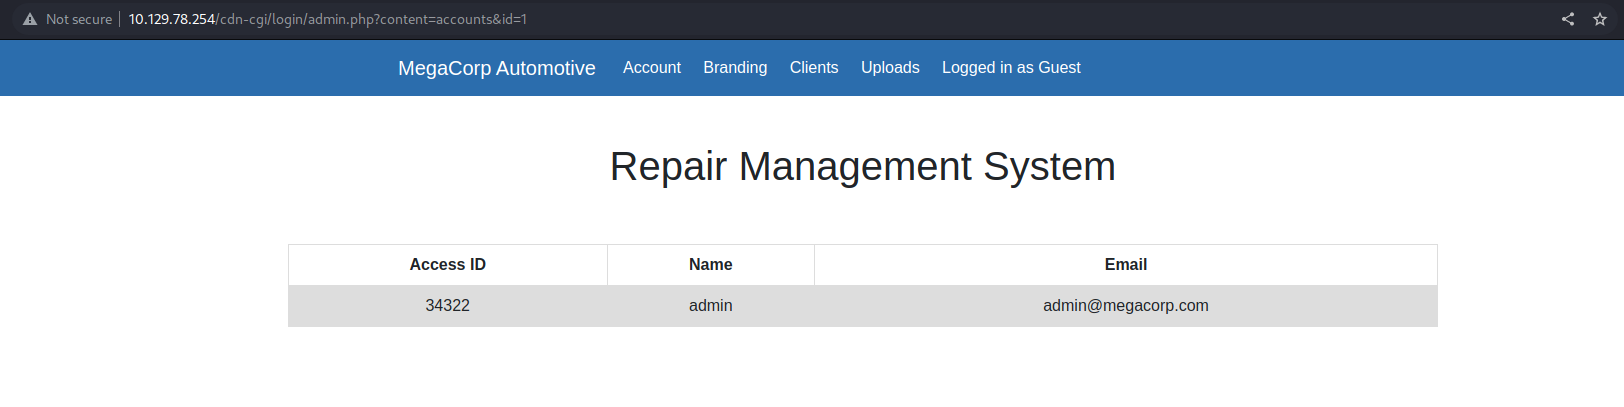 Not secure 10.129.78.254/cdn-cgi/login/admin.php?content=accounts&id=1
MegaCorp Automotive Account Branding Clients Uploads Logged in as Guest
Repair Management System
Access ID Name Email
34322 admin admin@megacorp.com